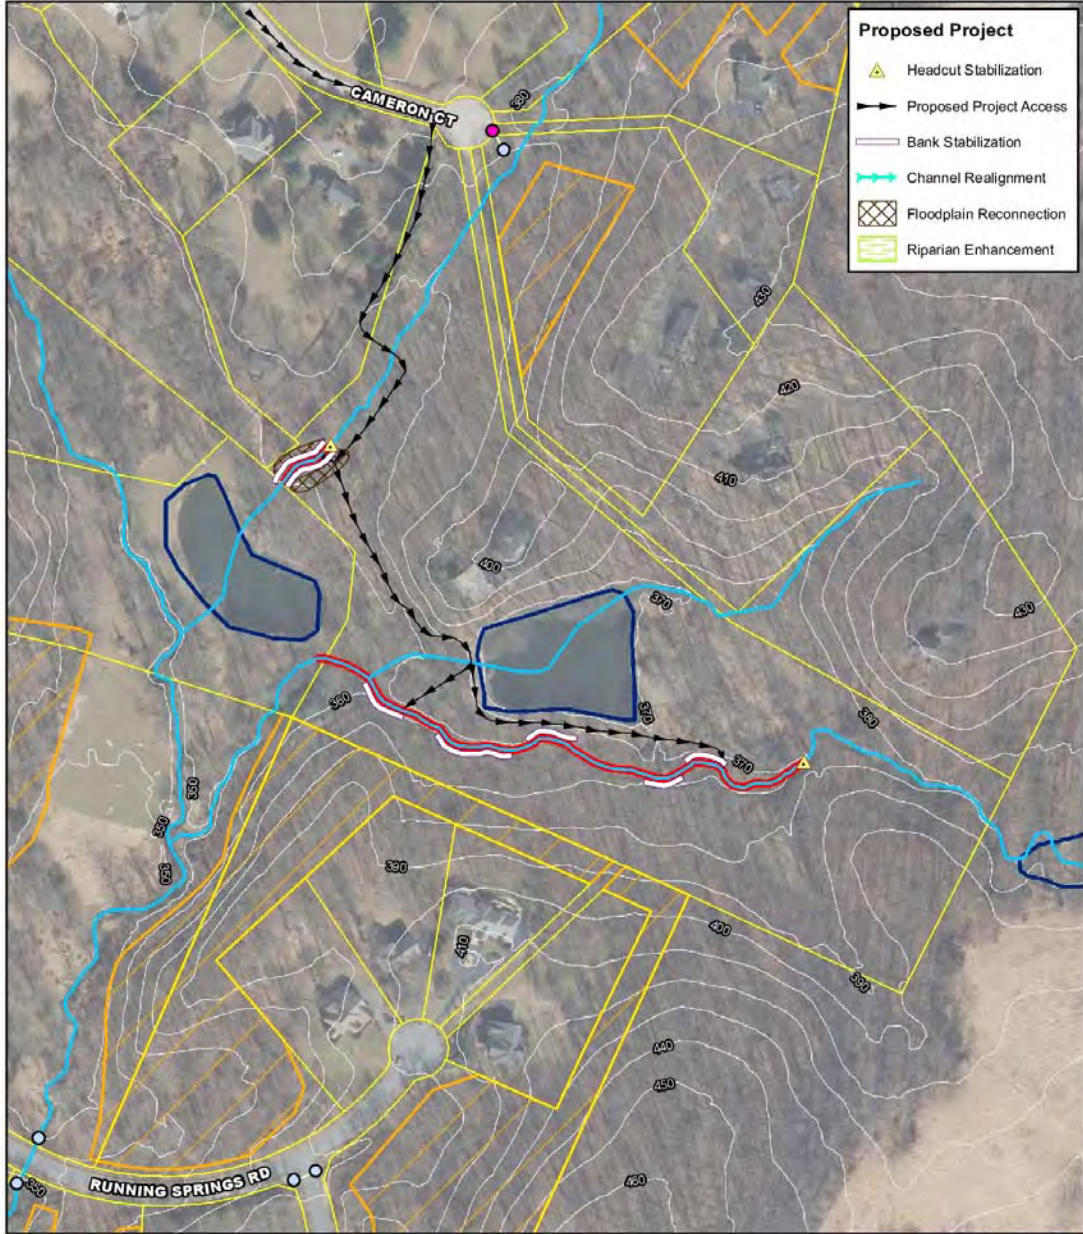 Proposed Project
Headcut Stabilization
Proposed Project Access
Bank Stabilization
Channel Realignment
Floodplain Reconnection
Riparian Enhancement
CAMERON CT
380
430
420
410
400
370
430
360
370
380
370
360
350
350
390
410
400
390
440
450
460
RUNNING SPRINGS RD
350